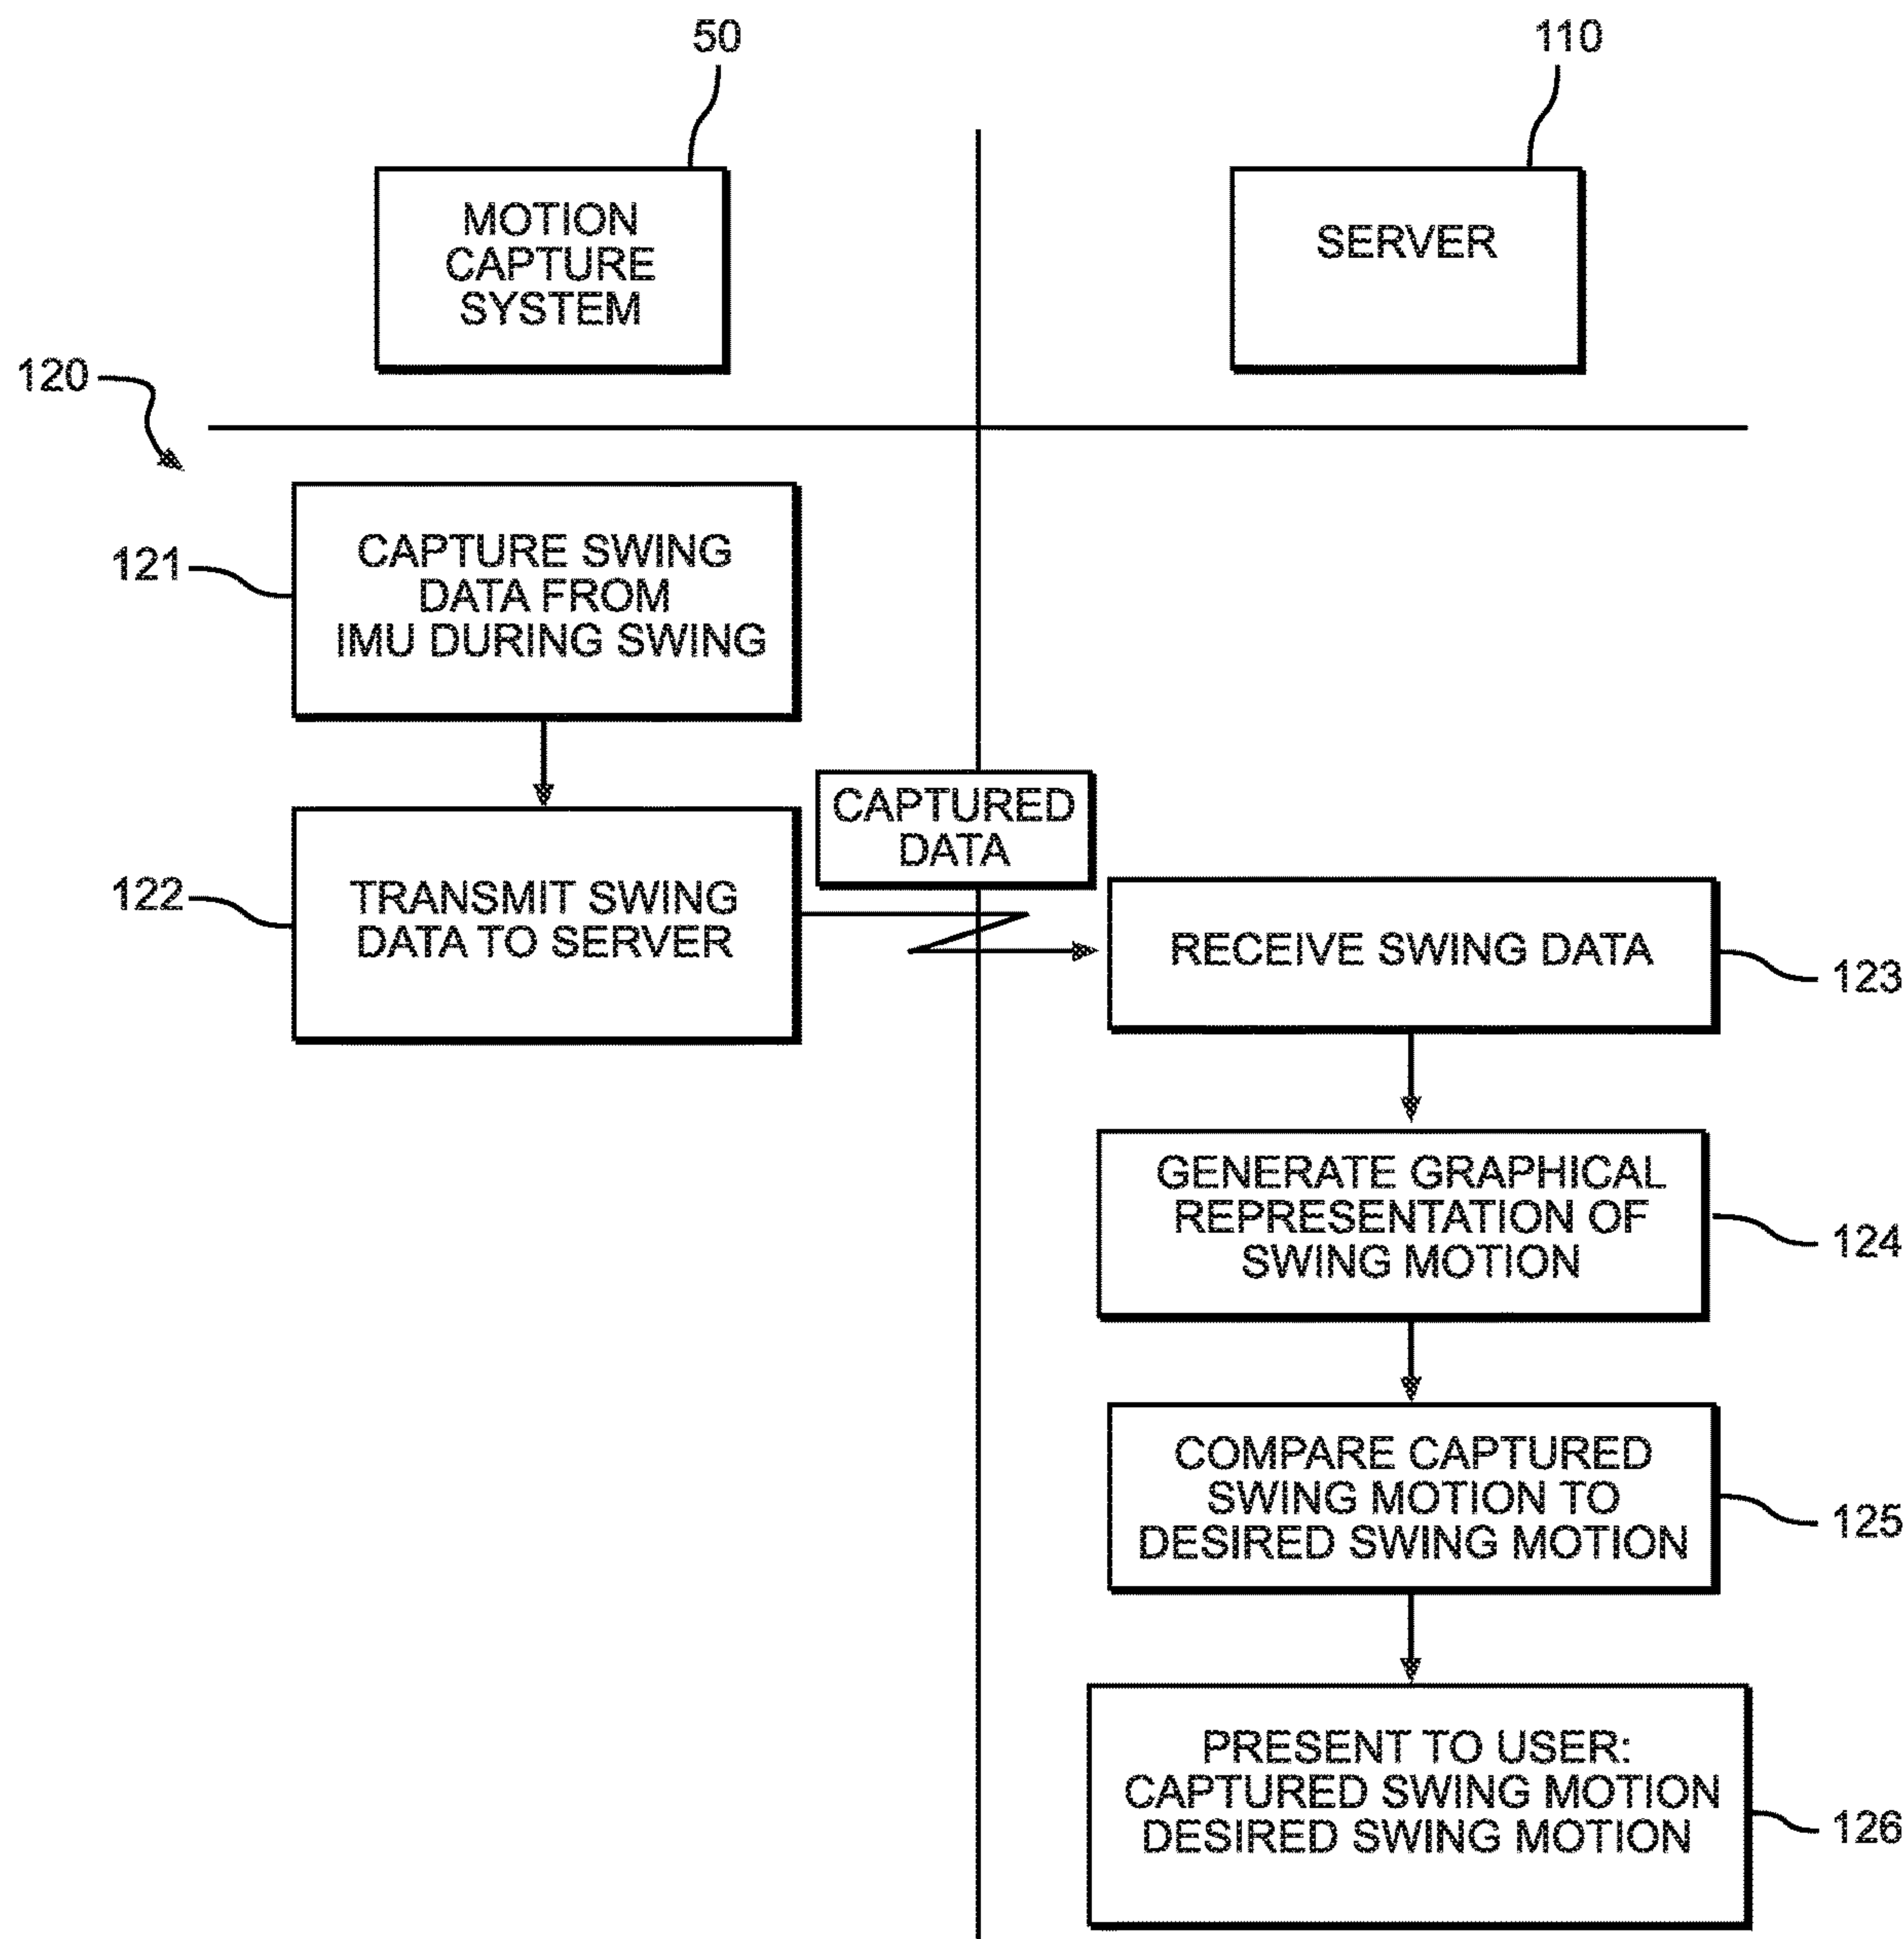 50
110
MOTION
CAPTURE
SYSTEM
SERVER
120
121
CAPTURE SWING
DATA FROM
IMU DURING SWING
CAPTURED
DATA
122
TRANSMIT SWING
DATA TO SERVER
RECEIVE SWING DATA
123
GENERATE GRAPHICAL
REPRESENTATION OF
SWING MOTION
124
COMPARE CAPTURED
SWING MOTION TO
DESIRED SWING MOTION
125
PRESENT TO USER:
CAPTURED SWING MOTION
DESIRED SWING MOTION
126